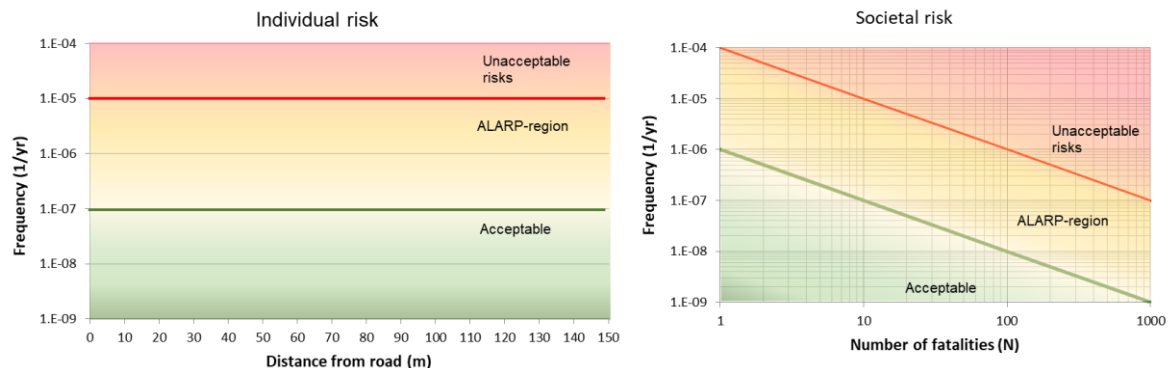 Individual risk
1.E-04
1.E-05
1.E-06
1.E-07
1.E-08
1.E-09
Frequency (1/yr)
Unacceptable
risks
ALARP-region
Acceptable
0 10 20 30 40 50 60 70 80 90 100 110 120 130 140 150
Distance from road (m)
Societal risk
1.E-04
1.E-05
1.E-06
1.E-07
1.E-08
1.E-09
Frequency (1/yr)
Unacceptable
risks
ALARP-region
Acceptable
1 10 100 1000
Number of fatalities (N)